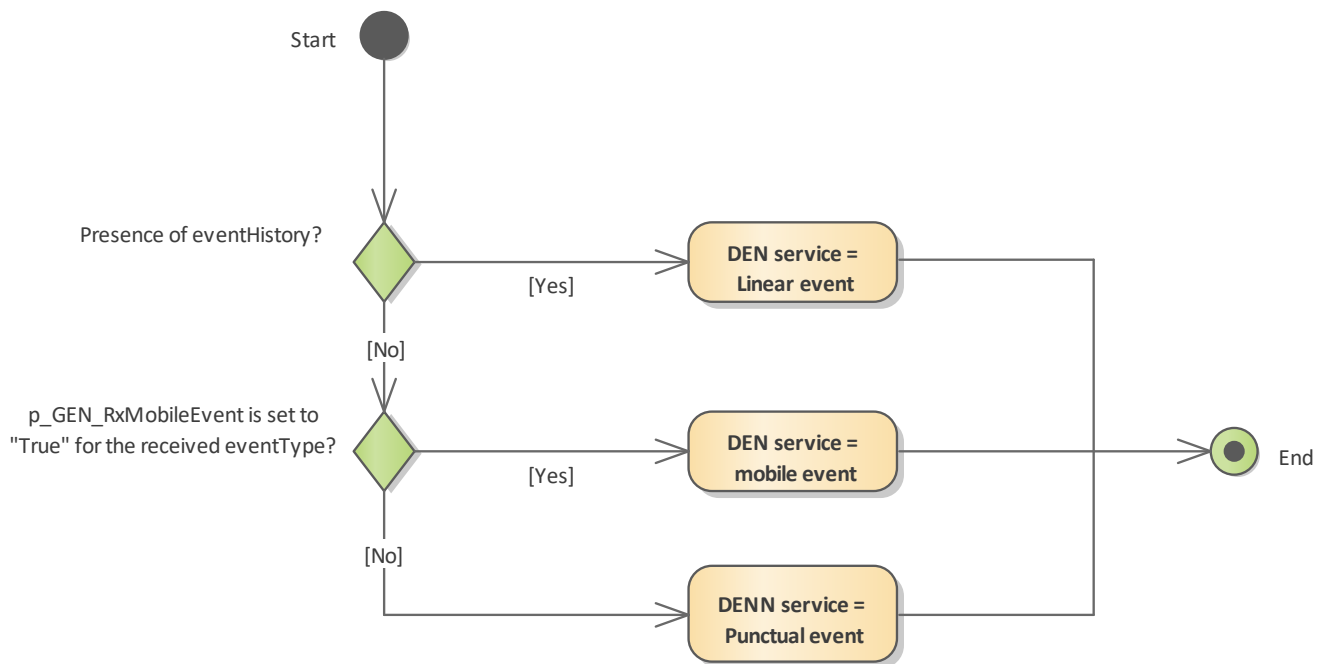 Start
Presence of eventHistory?
[Yes]
DEN service =
Linear event
[No]
p_GEN_RxMobileEvent is set to
"True" for the received eventType?
[Yes]
DEN service =
mobile event
End
[No]
DENN service =
Punctual event